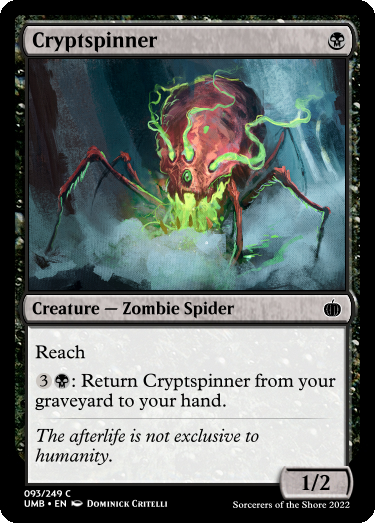 Cryptspinner
Creature — Zombie Spider
Reach
3 : Return Cryptspinner from your
graveyard to your hand.
The afterlife is not exclusive to
humanity.
1/2
093/249 C
UMB • EN Dominick Critelli
Sorcerers of the Shore 2022